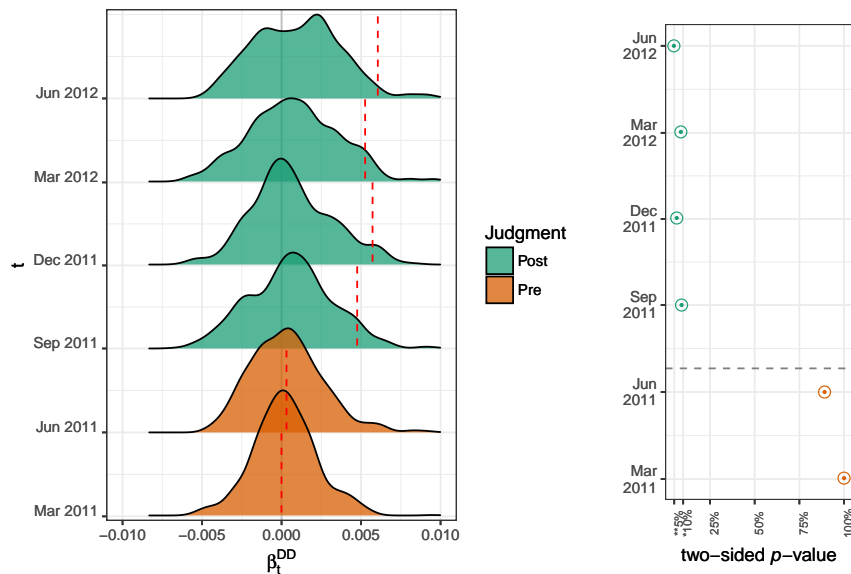 t
Jun 2012
Mar 2012
Dec 2011
Sep 2011
Jun 2011
Mar 2011
−0.010
−0.005
0.000
0.005
0.010
β_t^DD
Judgment
Post
Pre
Jun
2012
Mar
2012
Dec
2011
Sep
2011
Jun
2011
Mar
2011
**5%
*10%
25%
50%
75%
100%
two−sided p−value